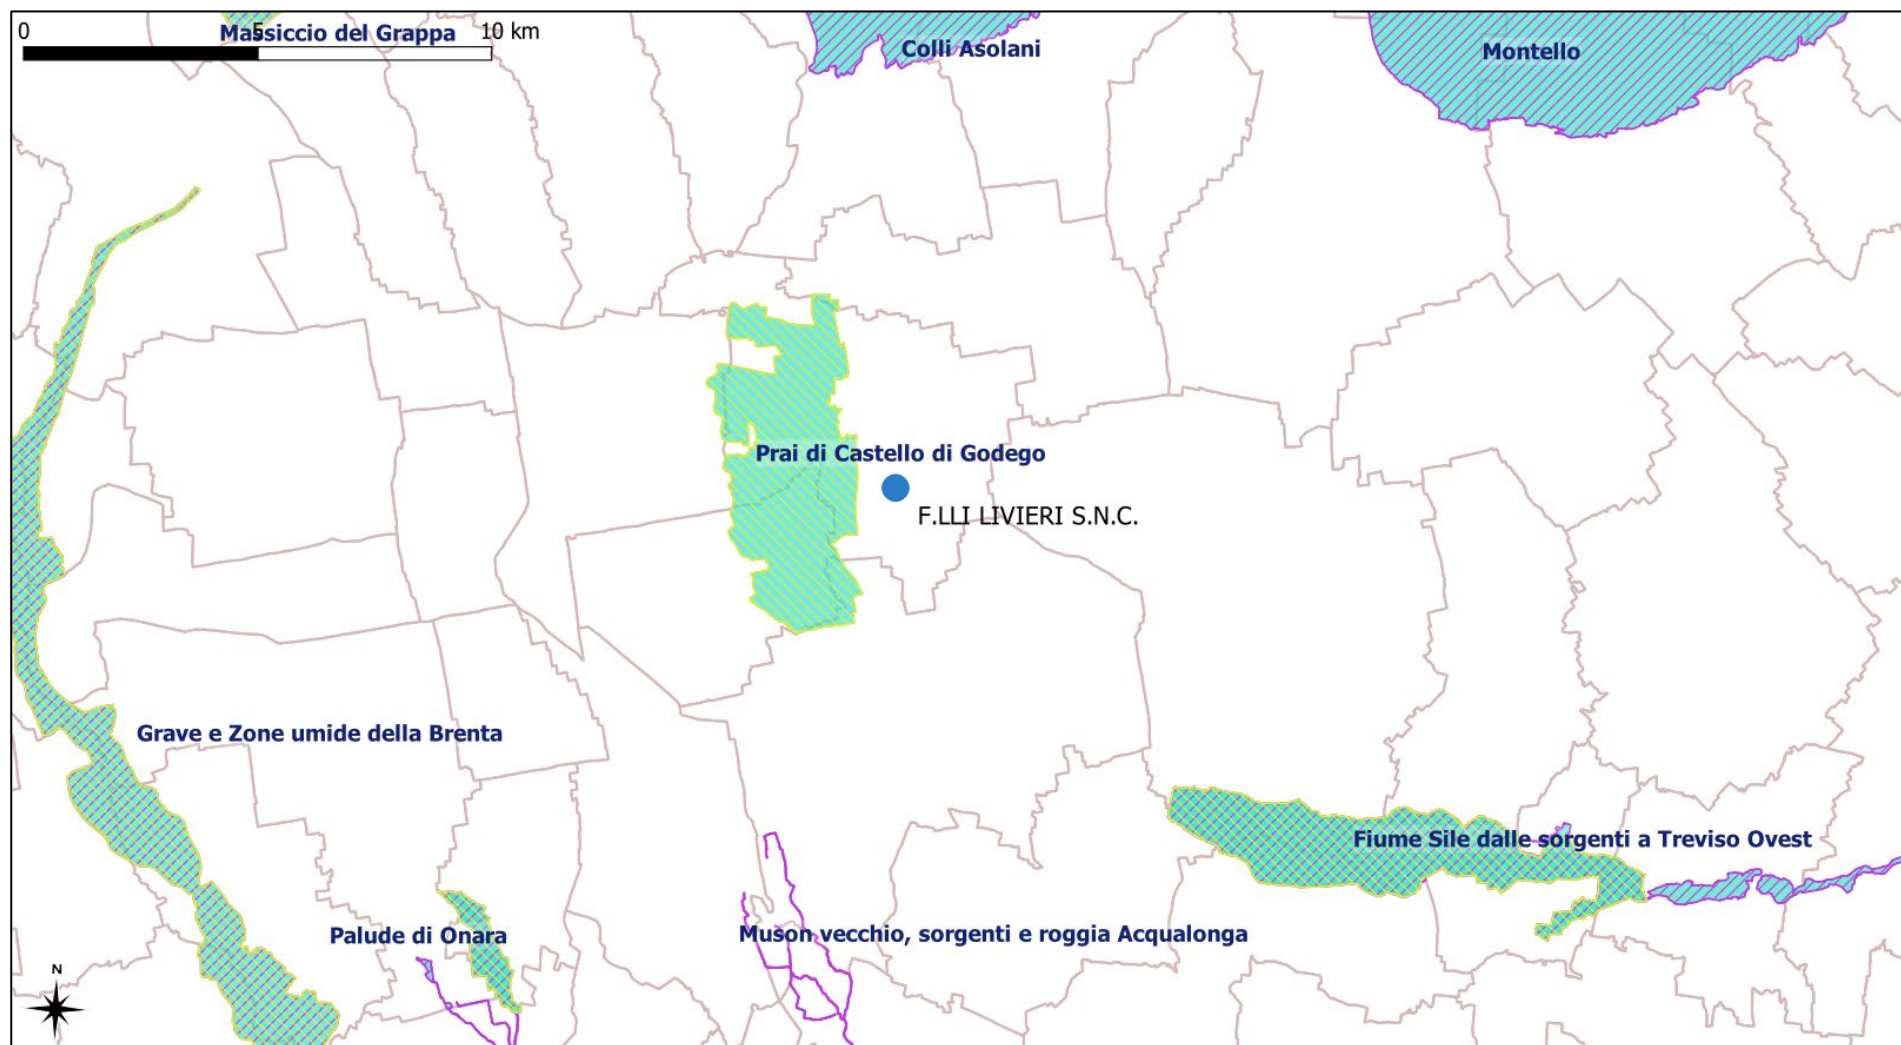 0 5 10 km
Massiccio del Grappa
Colli Asolani
Montello
Prai di Castello di Godego
F.LLI LIVIERI S.N.C.
Grave e Zone umide della Brenta
Fiume Sile dalle sorgenti a Treviso Ovest
Palude di Onara
Muson vecchio, sorgenti e roggia Acqualonga
N